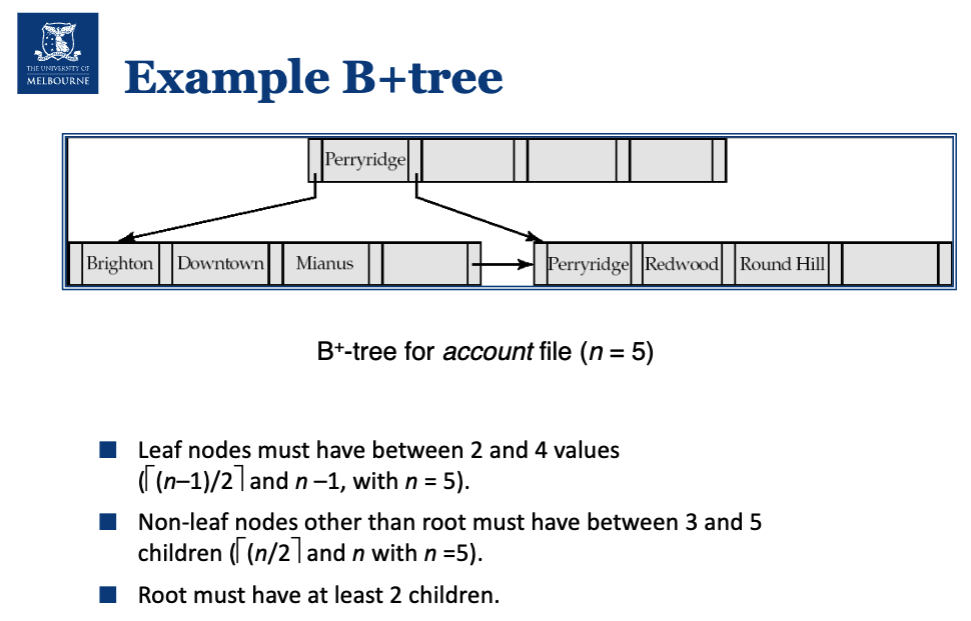 THE UNIVERSITY OF
MELBOURNE
Example B+tree
Perryridge
Brighton Downtown Mianus Perryridge Redwood Round Hill
B+-tree for account file (n = 5)
Leaf nodes must have between 2 and 4 values
(⌈(n–1)/2⌉ and n –1, with n = 5).
Non-leaf nodes other than root must have between 3 and 5
children (⌈(n/2⌉ and n with n =5).
Root must have at least 2 children.